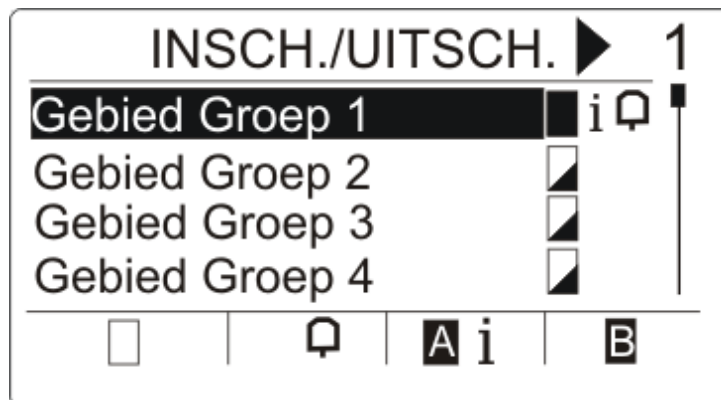 INSCH./UITSCH. ▶ 1
Gebied Groep 1 i
Gebied Groep 2
Gebied Groep 3
Gebied Groep 4
A i B